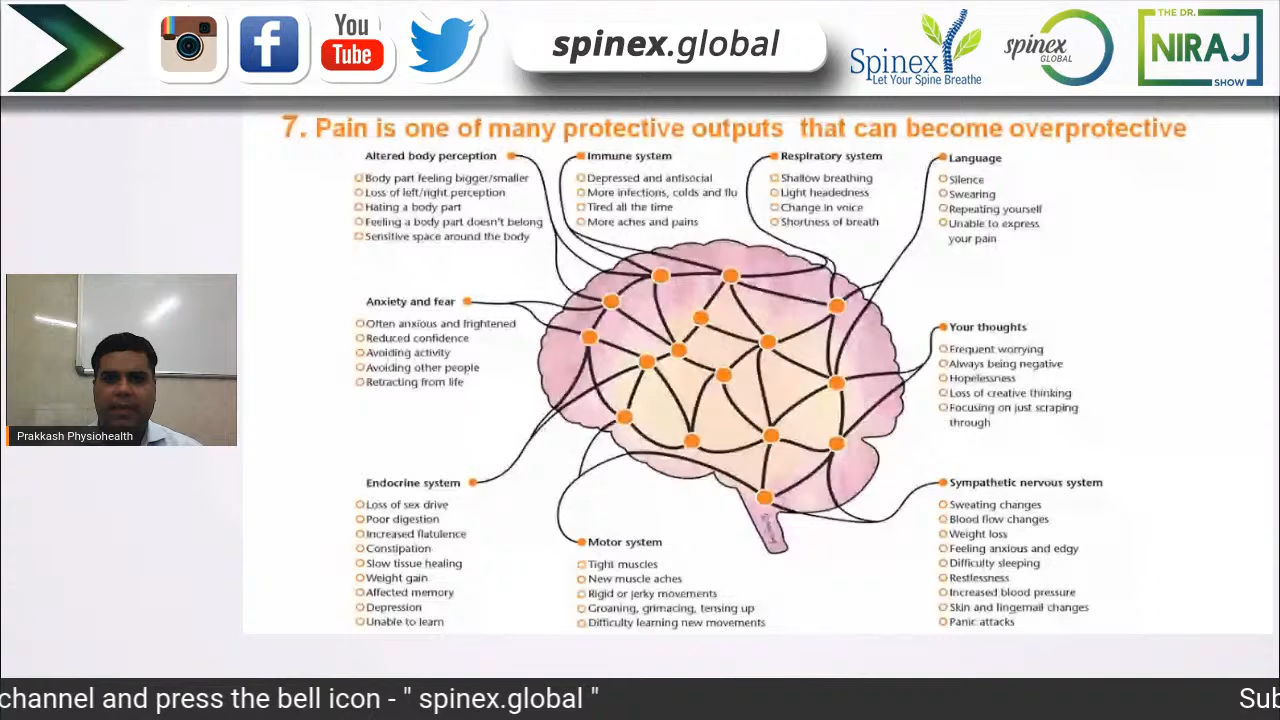 You
Tube
spinex.global
Spinex
Let Your Spine Breathe
spinex
GLOBAL
THE DR.
NIRAJ
SHOW
7. Pain is one of many protective outputs that can become overprotective
Altered body perception
Body part feeling bigger/smaller
Loss of left/right perception
Hating a body part
Feeling a body part doesn't belong
Sensitive space around the body
Immune system
Depressed and antisocial
More infections, colds and flu
Tired all the time
More aches and pains
Respiratory system
Shallow breathing
Light headedness
Change in voice
Shortness of breath
Language
Silence
Swearing
Repeating yourself
Unable to express
your pain
Anxiety and fear
Often anxious and frightened
Reduced confidence
Avoiding activity
Avoiding other people
Retracting from life
Your thoughts
Frequent worrying
Always being negative
Hopelessness
Loss of creative thinking
Focusing on just scraping
through
Prakkash Physiohealth
Endocrine system
Loss of sex drive
Poor digestion
Increased flatulence
Constipation
Slow tissue healing
Weight gain
Affected memory
Depression
Unable to learn
Motor system
Tight muscles
New muscle aches
Rigid or jerky movements
Groaning, grimacing, tensing up
Difficulty learning new movements
Sympathetic nervous system
Sweating changes
Blood flow changes
Weight loss
Feeling anxious and edgy
Difficulty sleeping
Restlessness
Increased blood pressure
Skin and fingernail changes
Panic attacks
channel and press the bell icon - " spinex.global " Sub